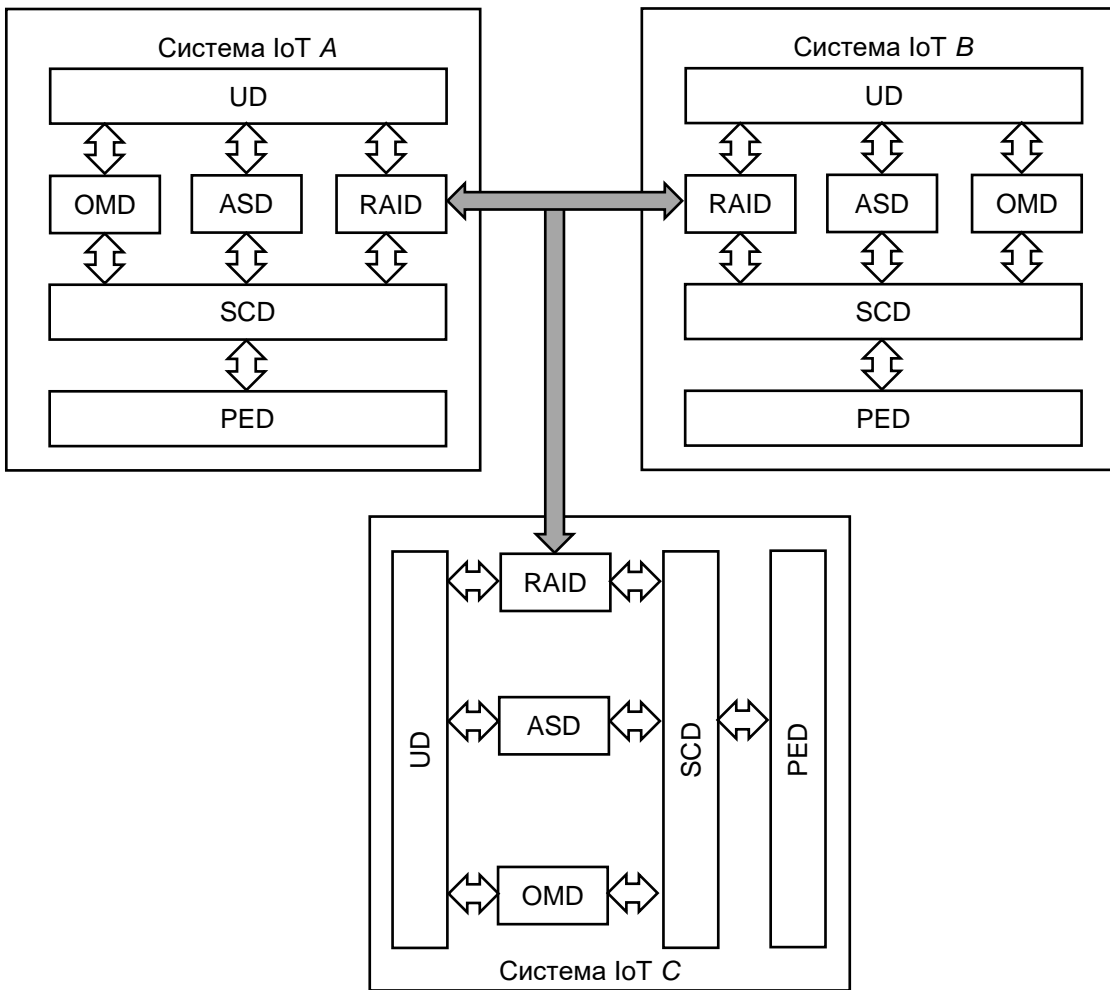 Система IoT A
UD
OMD
ASD
RAID
SCD
PED
Система IoT B
UD
RAID
ASD
OMD
SCD
PED
RAID
ASD
OMD
UD
SCD
PED
Система IoT C